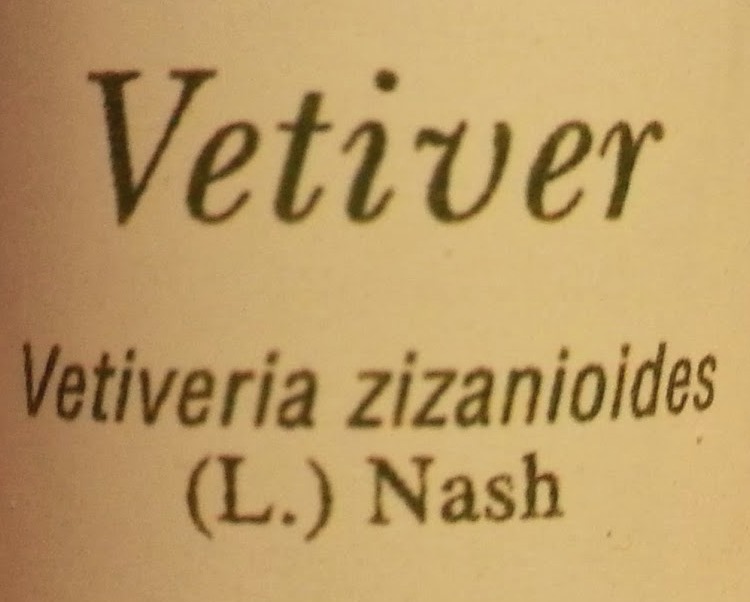 Vetiver
Vetiveria zizanioides
(L.) Nash